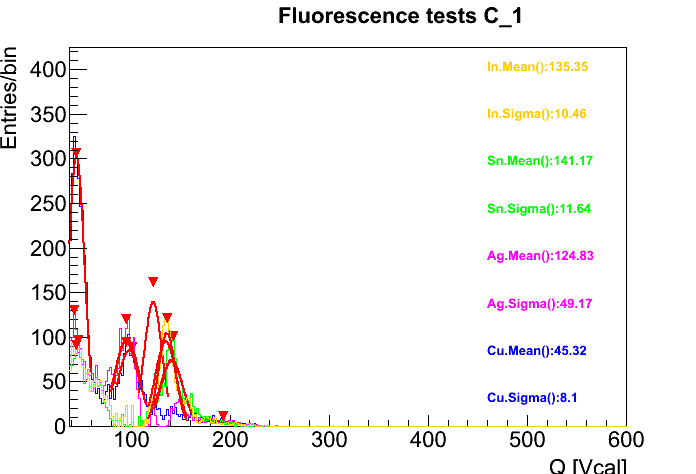 Fluorescence tests C_1
Entries/bin
400
350
300
250
200
150
100
50
0
100
200
300
400
500
600
Q [Vcal]
In.Mean():135.35
In.Sigma():10.46
Sn.Mean():141.17
Sn.Sigma():11.64
Ag.Mean():124.83
Ag.Sigma():49.17
Cu.Mean():45.32
Cu.Sigma():8.1